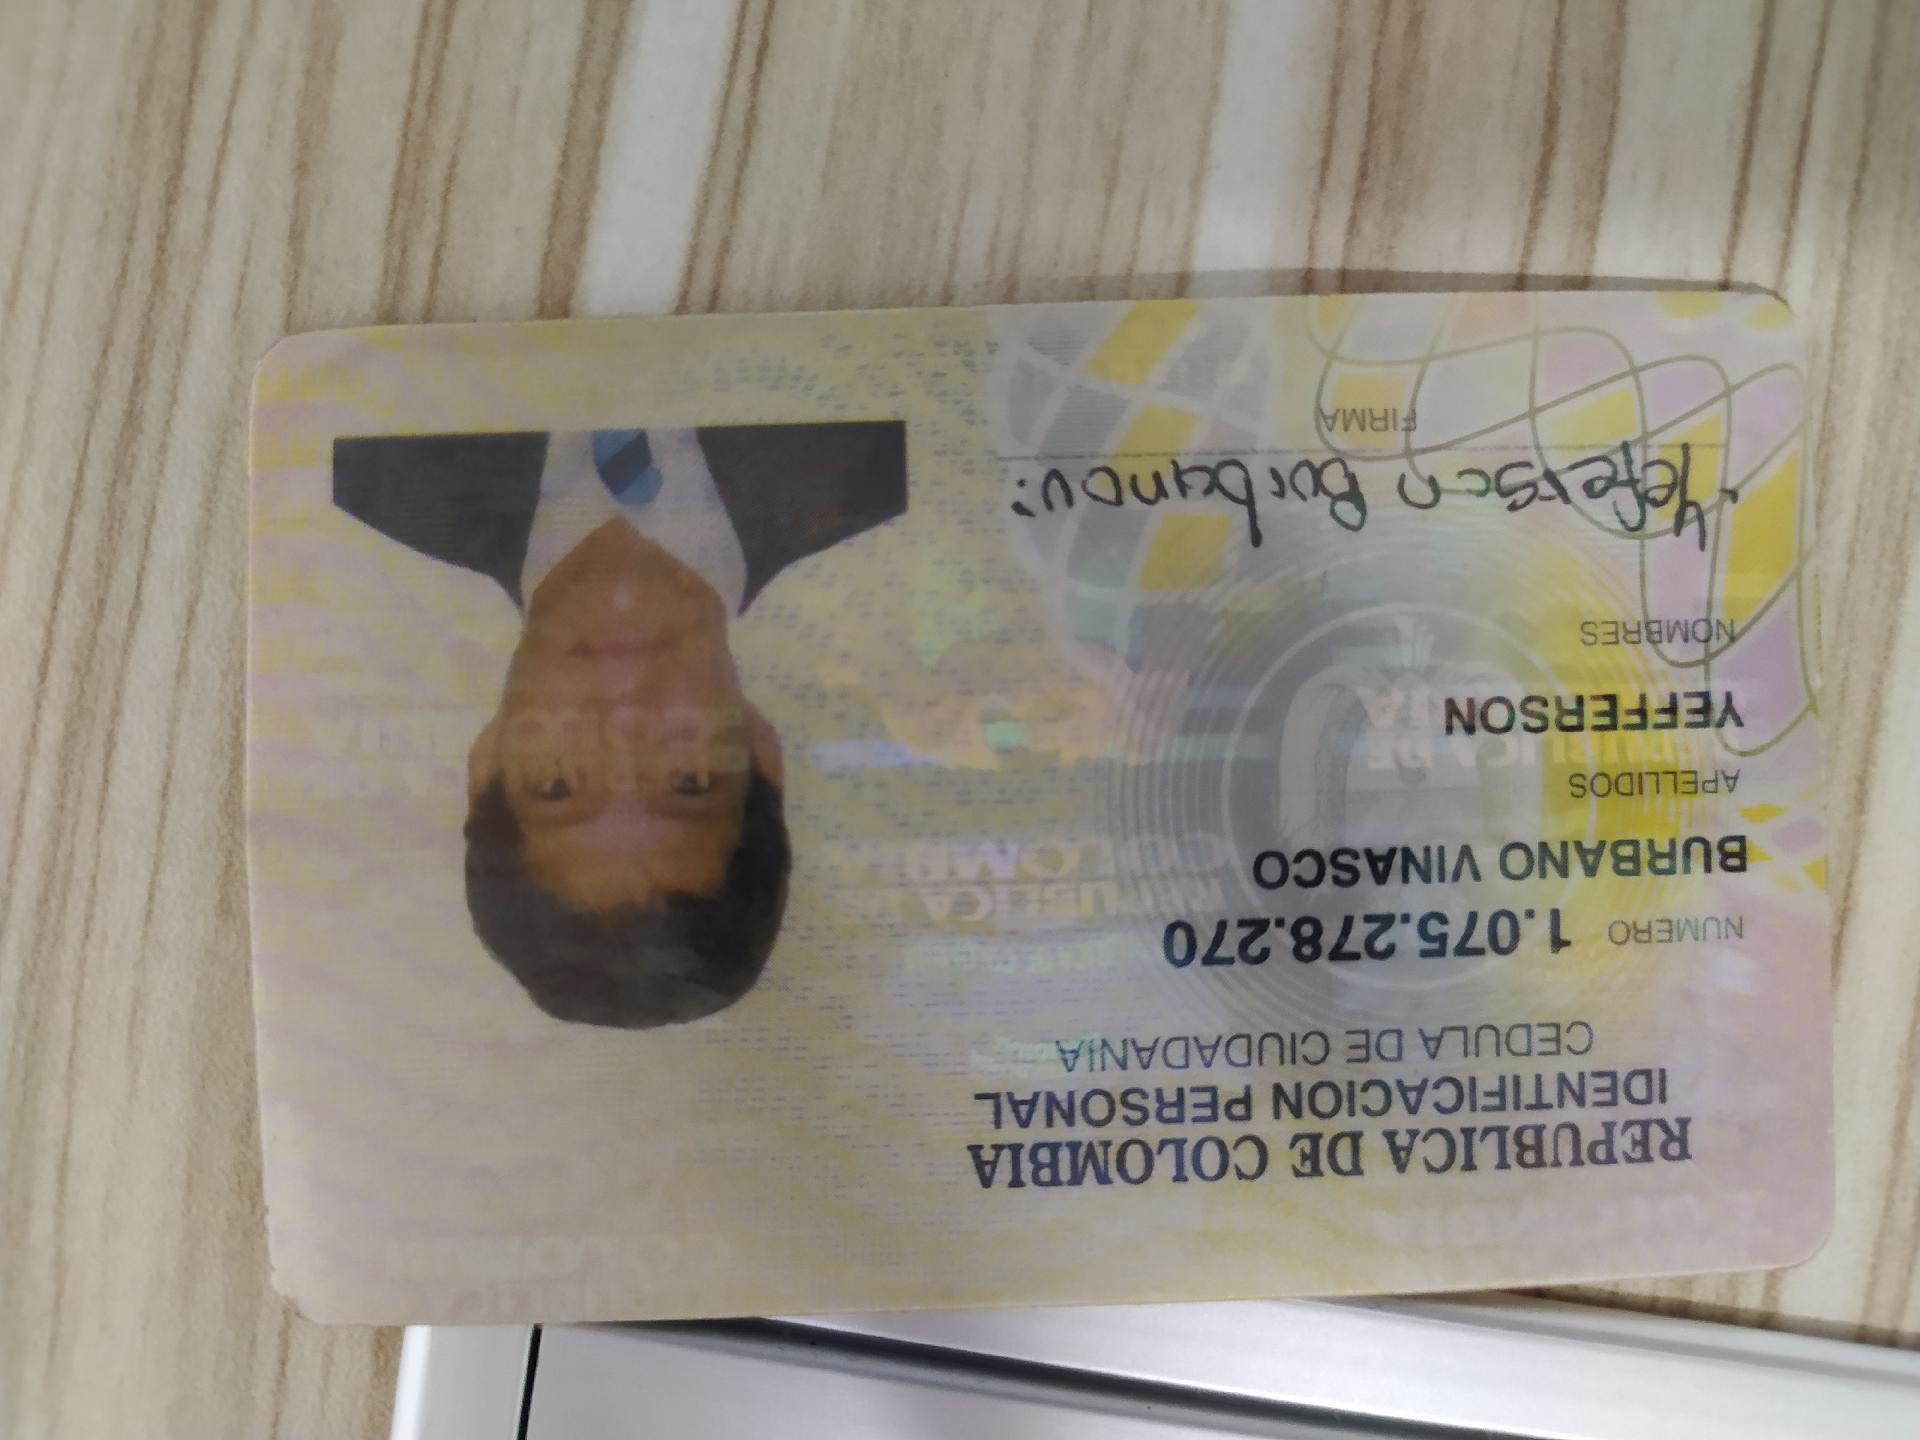 REPUBLICA DE COLOMBIA
IDENTIFICACION PERSONAL
CEDULA DE CIUDADANIA
NUMERO 1.075.278.270
BURBANO VINASCO
APELLIDOS
YEFFERSON
NOMBRES
Yeferson Burbano V.
FIRMA